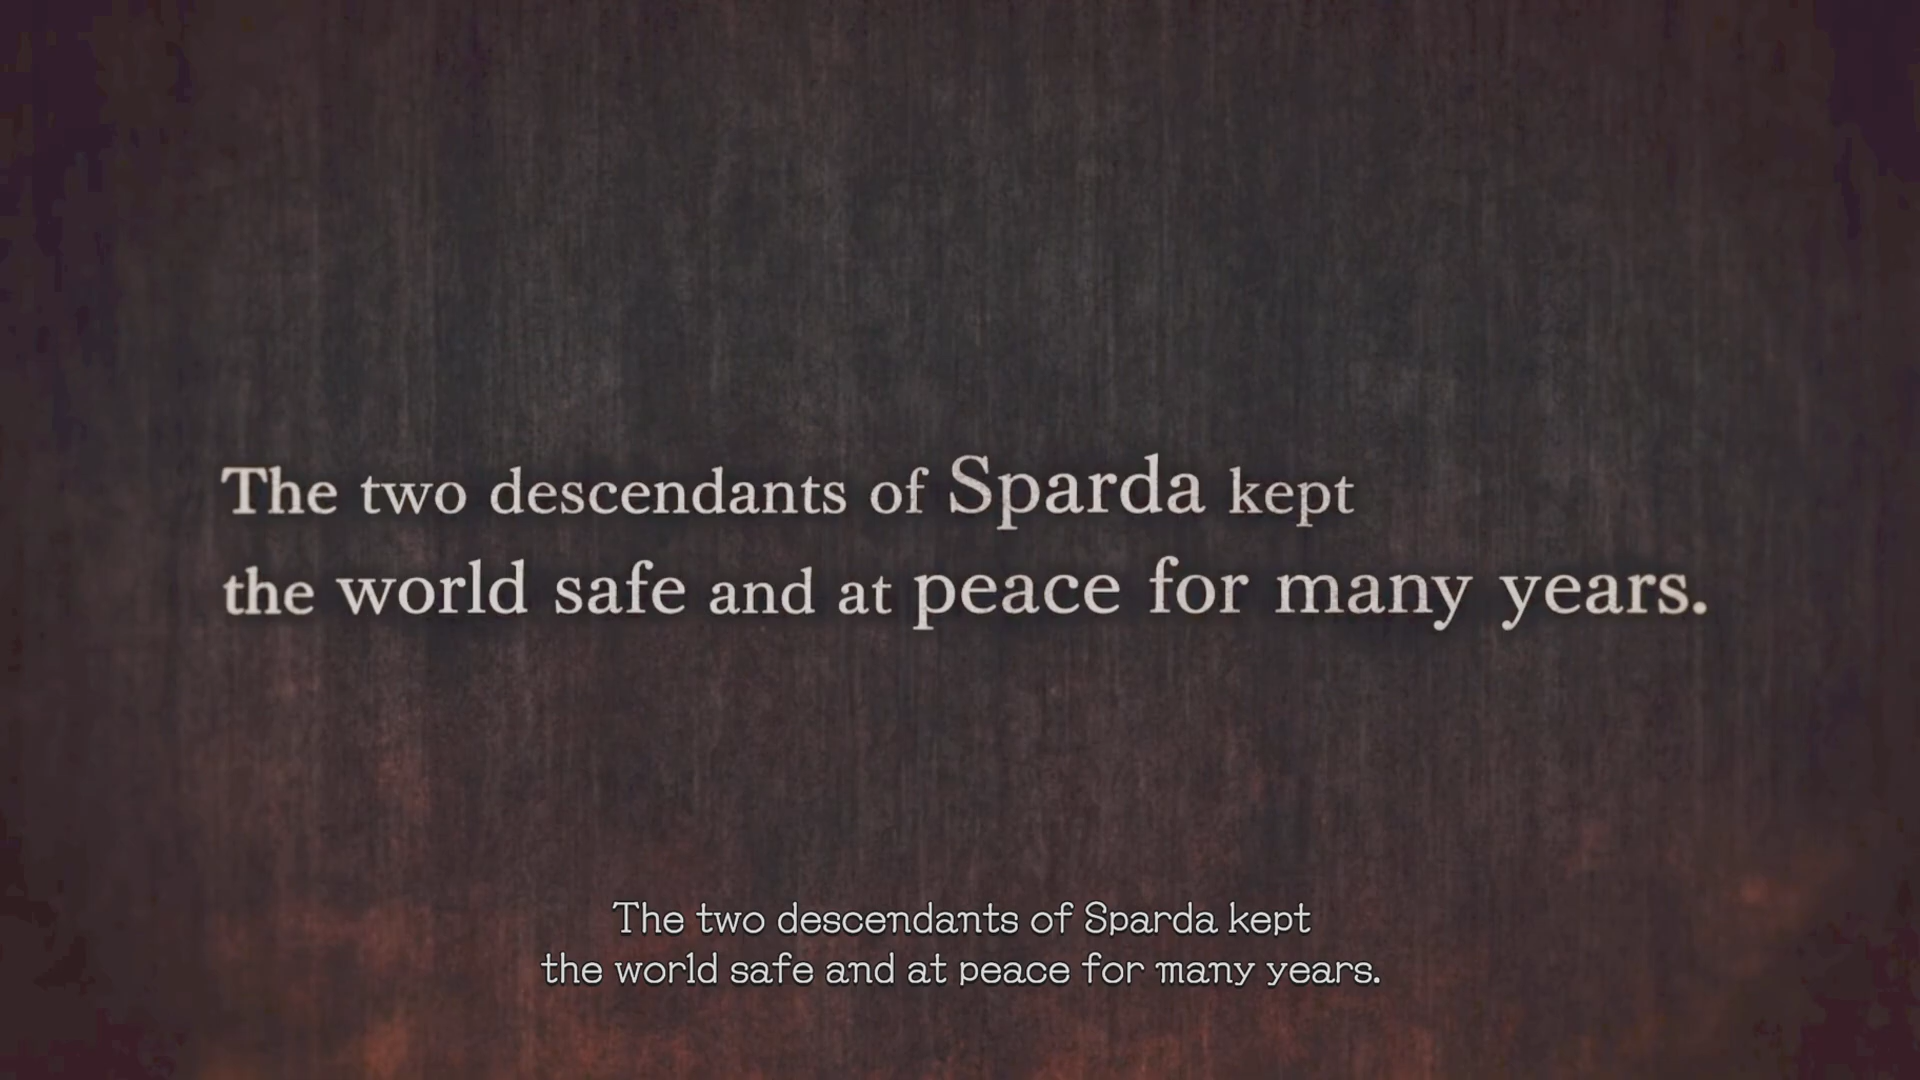 The two descendants of Sparda kept
the world safe and at peace for many years.
The two descendants of Sparda kept
the world safe and at peace for many years.